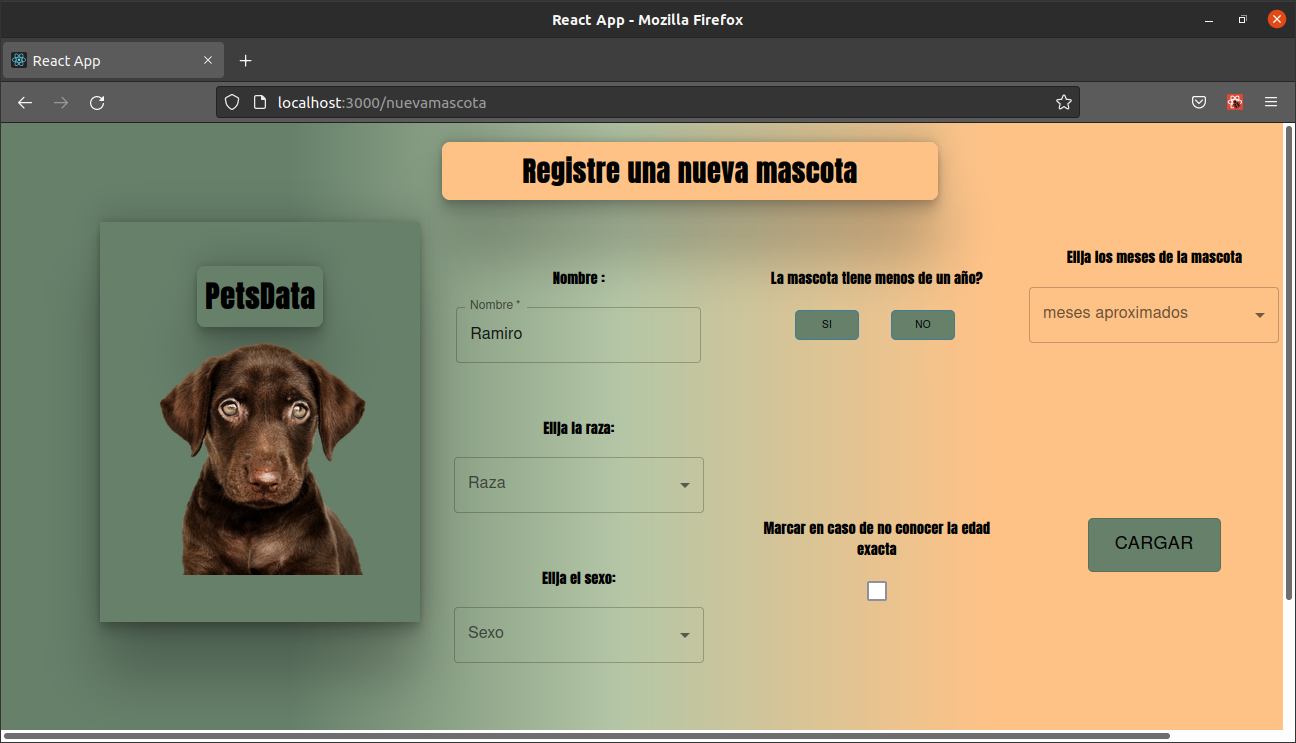 React App - Mozilla Firefox
React App
localhost:3000/nuevamascota
Registre una nueva mascota
PetsData
Nombre :
Nombre *
Ramiro
Elija la raza:
Raza
Elija el sexo:
Sexo
La mascota tiene menos de un año?
SI
NO
Marcar en caso de no conocer la edad
exacta
Elija los meses de la mascota
meses aproximados
CARGAR